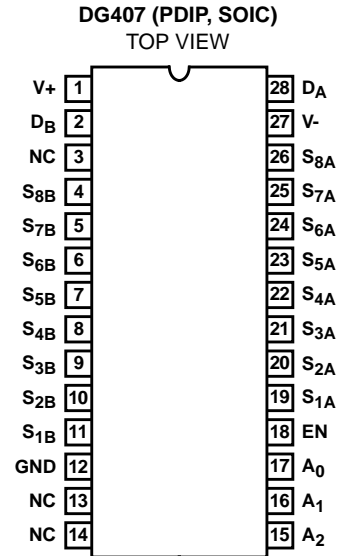 DG407 (PDIP, SOIC)
TOP VIEW
V+ 1 28 DA
DB 2 27 V-
NC 3 26 S8A
S8B 4 25 S7A
S7B 5 24 S6A
S6B 6 23 S5A
S5B 7 22 S4A
S4B 8 21 S3A
S3B 9 20 S2A
S2B 10 19 S1A
S1B 11 18 EN
GND 12 17 A0
NC 13 16 A1
NC 14 15 A2